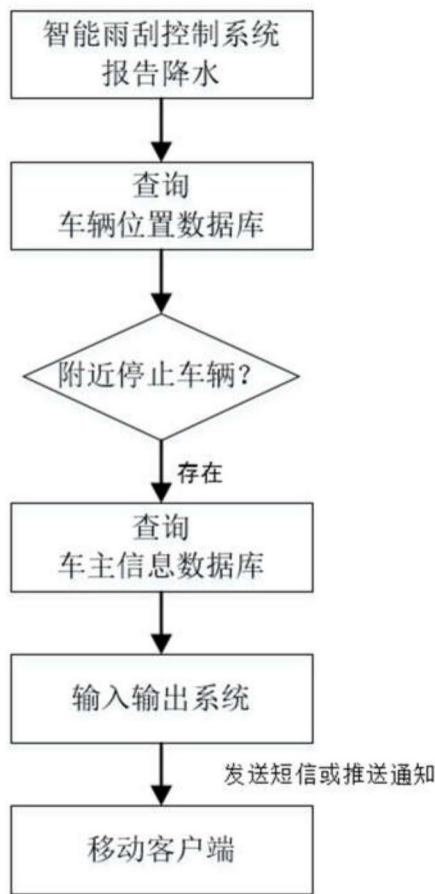 智能雨刮控制系统
报告降水
查询
车辆位置数据库
附近停止车辆?
存在
查询
车主信息数据库
输入输出系统
发送短信或推送通知
移动客户端